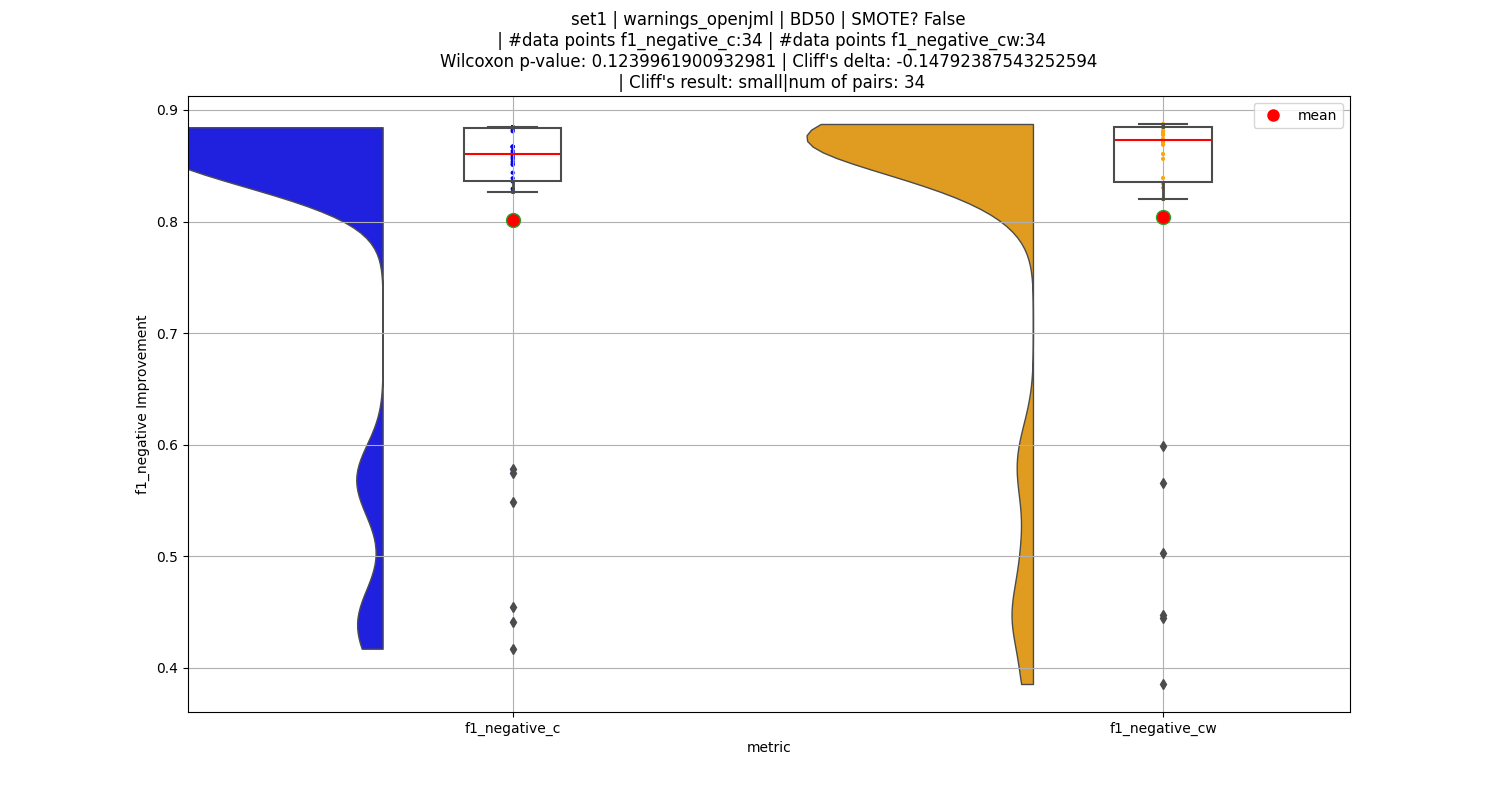 set1 | warnings_openjml | BD50 | SMOTE? False
| #data points f1_negative_c:34 | #data points f1_negative_cw:34
Wilcoxon p-value: 0.1239961900932981 | Cliff's delta: -0.14792387543252594
| Cliff's result: small|num of pairs: 34
mean
0.9
0.8
0.7
0.6
0.5
0.4
f1_negative Improvement
f1_negative_c
f1_negative_cw
metric